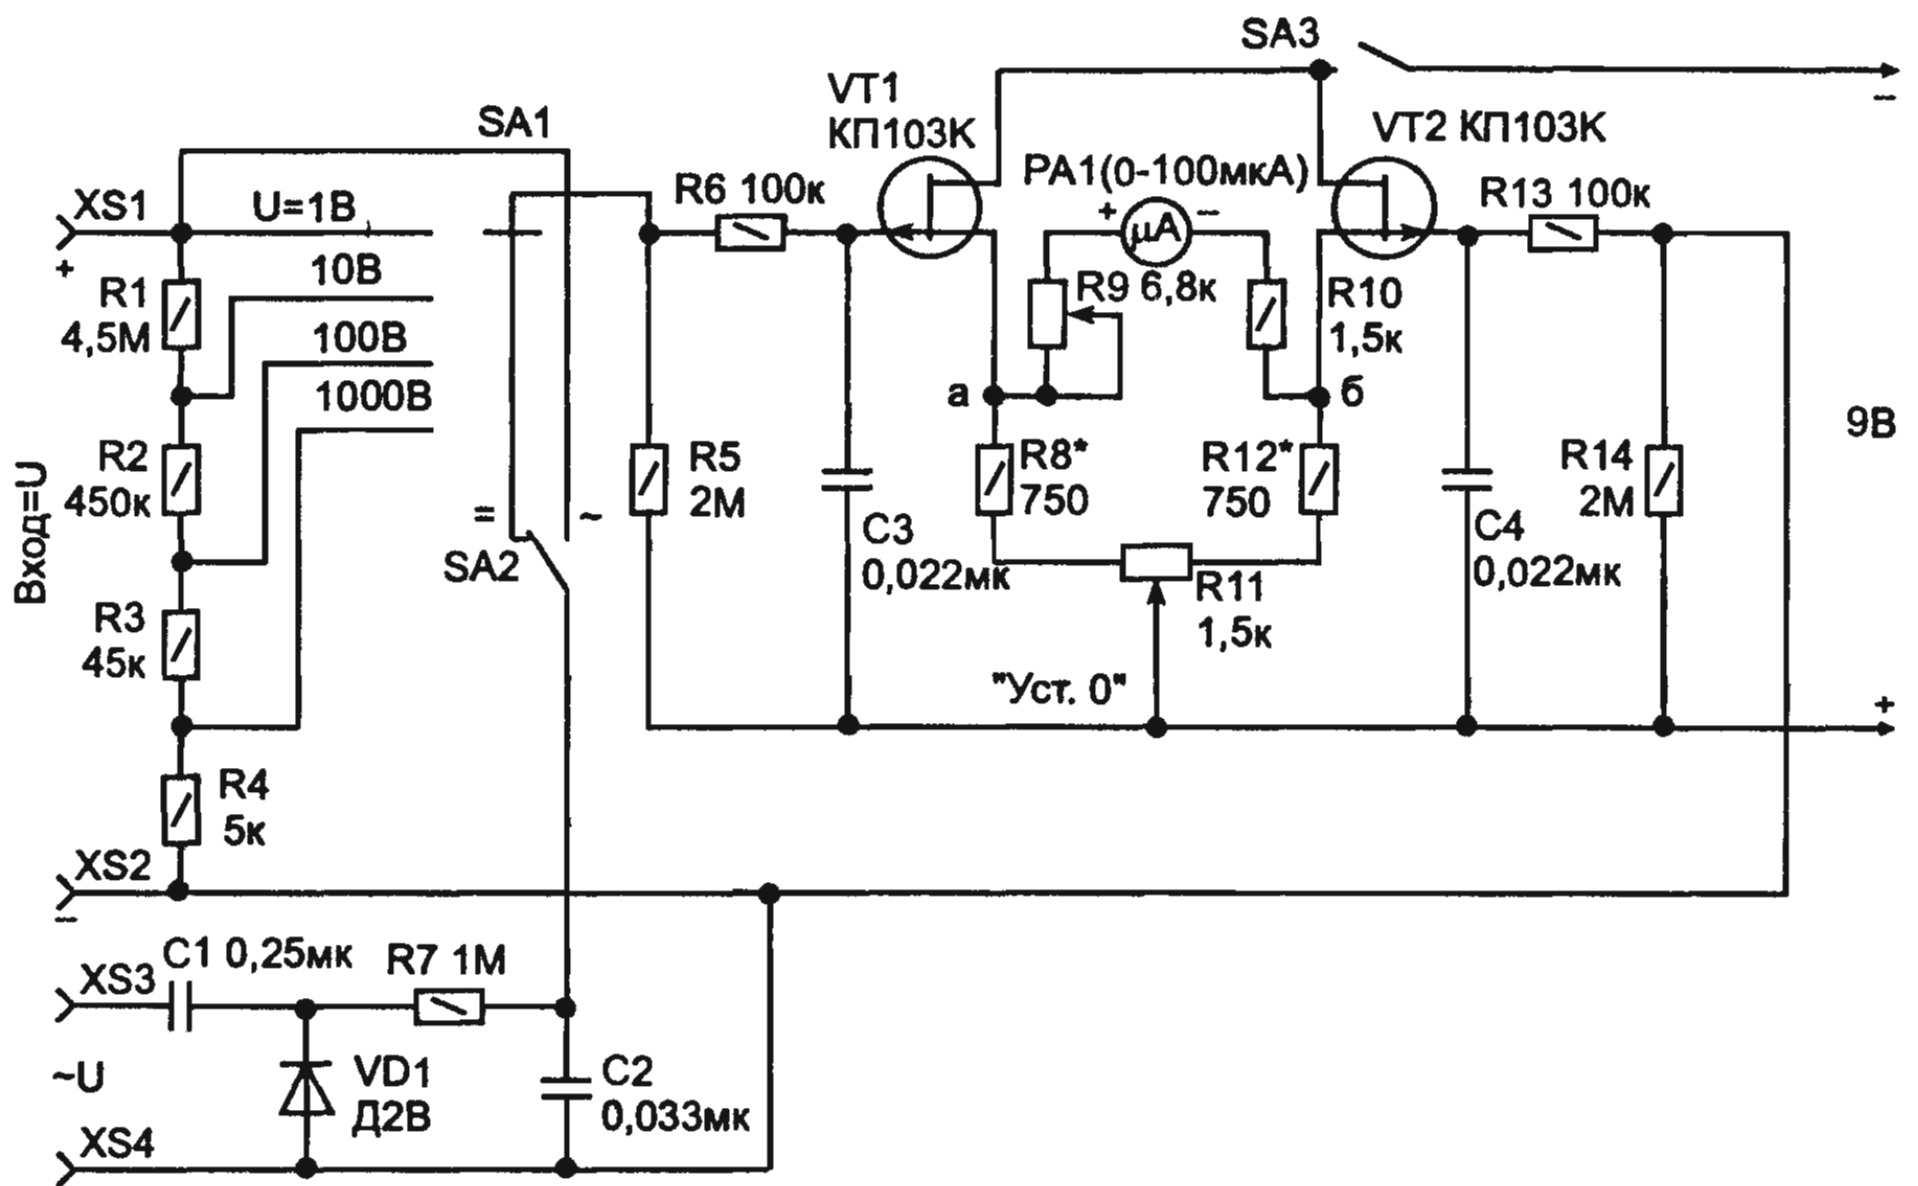 SA3
VT1
КП103К
SA1
VT2 КП103К
PA1(0-100мкА)
R6 100к
R13 100к
XS1
U=1В
+
+
–
μA
–
10В
R1
4,5М
R9 6,8к
R10
1,5к
100В
1000В
а
б
9В
R2
450к
R5
2М
R8*
750
R12*
750
R14
2М
Вход=U
=
~
SA2
C3
0,022мк
C4
0,022мк
R11
1,5к
R3
45к
"Уст. 0"
+
R4
5к
XS2
–
C1 0,25мк
R7 1М
XS3
~U
VD1
Д2В
C2
0,033мк
XS4